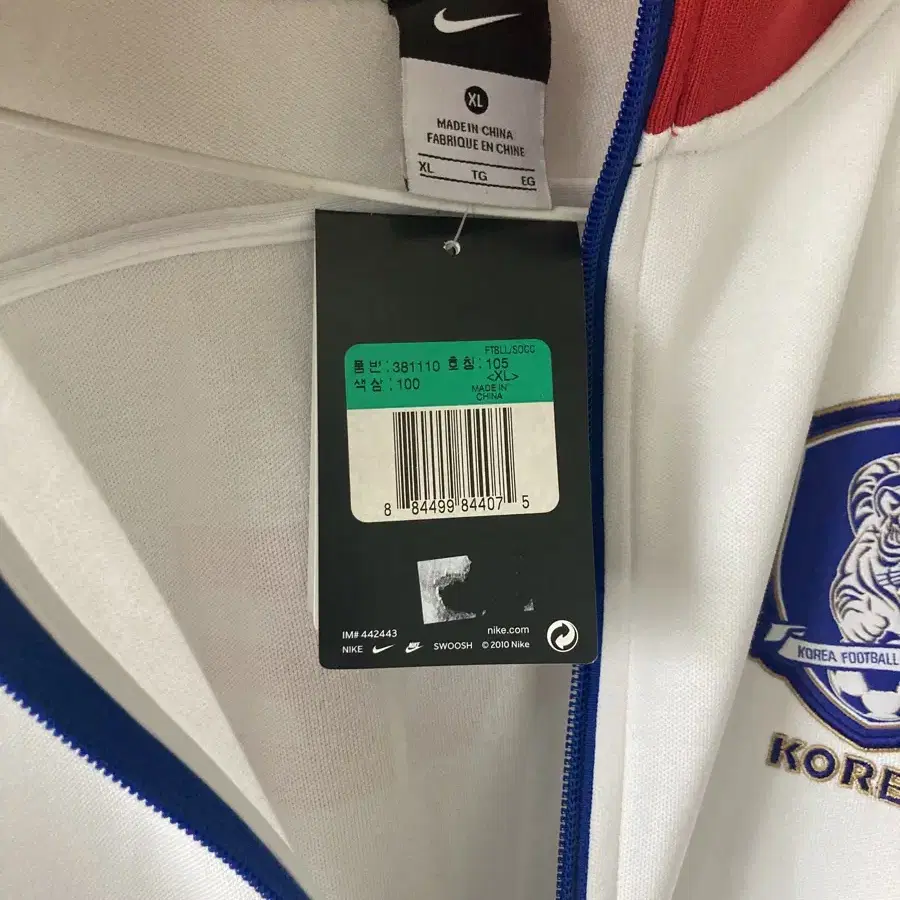 XL
MADE IN CHINA
FABRIQUE EN CHINE
XL TG EG
FTBLL/SOCC
품 번 : 381110 호 칭 : 105
<XL>
색 상 : 100
MADE IN
CHINA
8 84499 84407 5
IM# 442443
nike.com
NIKE SWOOSH © 2010 Nike
KOREA FOOTBALL
KORE